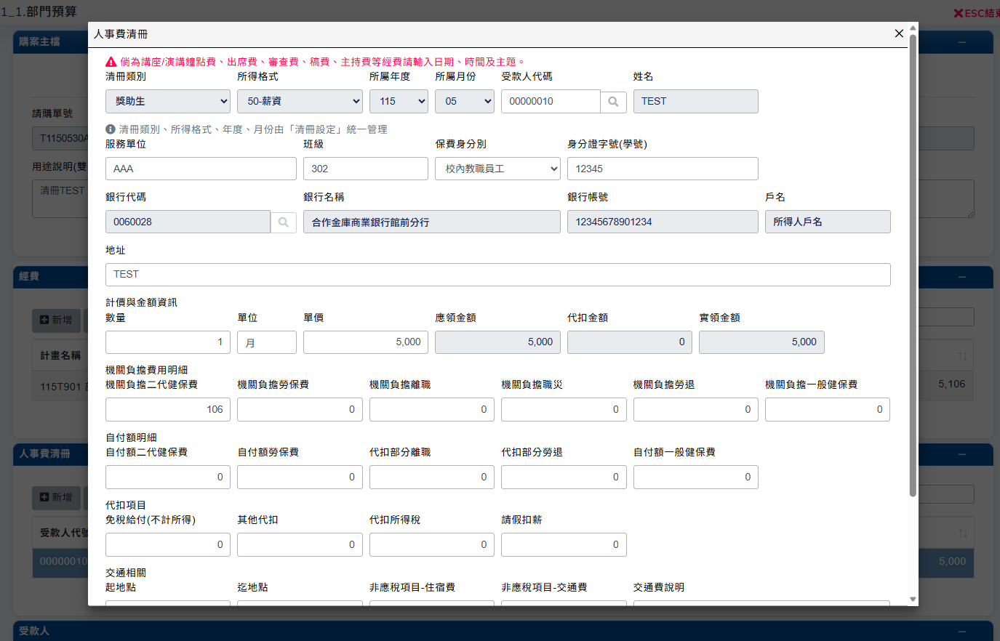 1_1.部門預算
ESC結束
購案主檔
人事費清冊
倘為講座/演講鐘點費、出席費、審查費、稿費、主持費等經費請輸入日期、時間及主題。
清冊類別 所得格式 所屬年度 所屬月份 受款人代碼 姓名
獎助生 50-薪資 115 05 00000010 TEST
請購單號
清冊類別、所得格式、年度、月份由「清冊設定」統一管理
T1150530A
服務單位 班級 保費身分別 身分證字號(學號)
用途說明(雙
AAA 302 校內教職員工 12345
清冊TEST
銀行代碼 銀行名稱 銀行帳號 戶名
0060028 合作金庫商業銀行館前分行 12345678901234 所得人戶名
地址
TEST
經費
計價與金額資訊
數量 單位 單價 應領金額 代扣金額 實領金額
新增
1 月 5,000 5,000 0 5,000
計畫名稱
機關負擔費用明細
機關負擔二代健保費 機關負擔勞保費 機關負擔離職 機關負擔職災 機關負擔勞退 機關負擔一般健保費
115T901 5,106
106 0 0 0 0 0
自付額明細
自付額二代健保費 自付額勞保費 代扣部分離職 代扣部分勞退 自付額一般健保費
人事費清冊
0 0 0 0 0
新增
代扣項目
免稅給付(不計所得) 其他代扣 代扣所得稅 請假扣薪
受款人代號
0 0 0 0
00000010 5,000
交通相關
起地點 迄地點 非應稅項目-住宿費 非應稅項目-交通費 交通費說明
受款人